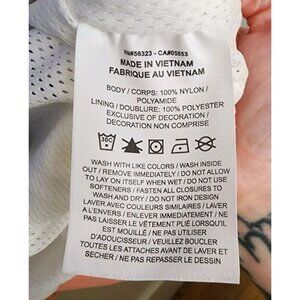 RN#56323 - CA#05553
MADE IN VIETNAM
FABRIQUE AU VIETNAM
BODY / CORPS: 100% NYLON /
POLYAMIDE
LINING / DOUBLURE: 100% POLYESTER
EXCLUSIVE OF DECORATION /
DECORATION NON COMPRISE
WASH WITH LIKE COLORS / WASH INSIDE
OUT / REMOVE IMMEDIATELY / DO NOT ALLOW
TO LAY ON ITSELF WHEN WET / DO NOT USE
SOFTENERS / FASTEN ALL CLOSURES TO
WASH AND DRY / DO NOT IRON DESIGN
LAVER AVEC COULEURS SIMILAIRES / LAVER
A L'ENVERS / ENLEVER IMMEDIATEMENT / NE
PAS LAISSER LE VÊTEMENT PLIÉ LORSQU'IL
EST MOUILLÉ / NE PAS UTILISER
D'ADOUCISSEUR / VEUILLEZ BOUCLER
TOUTES LES ATTACHES AVANT DE LAVER ET
SECHER / NE PAS REPASSER LE DESSIN